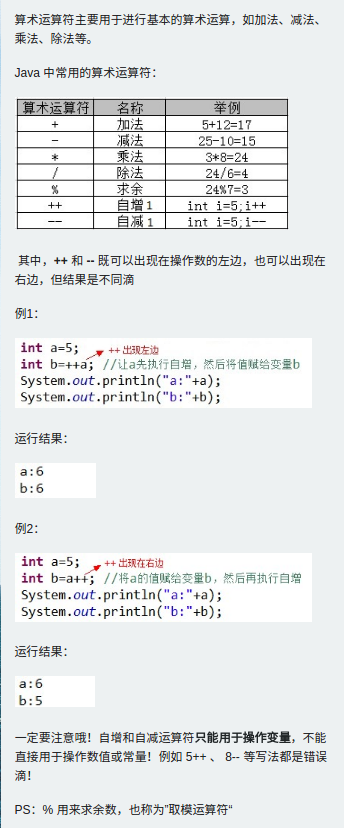 算术运算符主要用于进行基本的算术运算，如加法、减法、
乘法、除法等。
Java 中常用的算术运算符：
算术运算符 名称 举例
+ 加法 5+12=17
- 减法 25-10=15
* 乘法 3*8=24
/ 除法 24/6=4
% 求余 24%7=3
++ 自增1 int i=5;i++
-- 自减1 int i=5;i--
其中，++ 和 -- 既可以出现在操作数的左边，也可以出现在
右边，但结果是不同滴
例1：
int a=5; ++ 出现左边
int b=++a; //让a先执行自增，然后将值赋给变量b
System.out.println("a:"+a);
System.out.println("b:"+b);
运行结果：
a:6
b:6
例2：
int a=5; ++ 出现在右边
int b=a++; //将a的值赋给变量b，然后再执行自增
System.out.println("a:"+a);
System.out.println("b:"+b);
运行结果：
a:6
b:5
一定要注意哦！自增和自减运算符只能用于操作变量，不能
直接用于操作数值或常量！例如 5++ 、 8-- 等写法都是错误
滴！
PS：% 用来求余数，也称为"取模运算符“